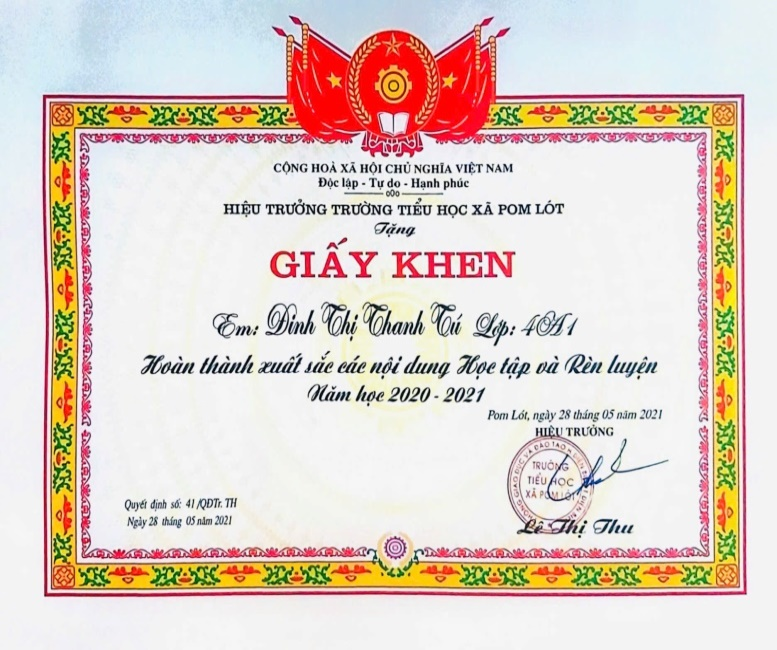 CỘNG HOÀ XÃ HỘI CHỦ NGHĨA VIỆT NAM
Độc lập - Tự do - Hạnh phúc
HIỆU TRƯỞNG TRƯỜNG TIỂU HỌC XÃ POM LÓT
Tặng
GIẤY KHEN
Em: Đinh Thị Thanh Tú Lớp: 4A1
Hoàn thành xuất sắc các nội dung Học tập và Rèn luyện
Năm học 2020 - 2021
Pom Lót, ngày 28 tháng 05 năm 2021
HIỆU TRƯỞNG
TRƯỜNG
TIỂU HỌC
XÃ POM LÓT
Lê Thị Thu
Quyết định số: 41/QĐTr. TH
Ngày 28 tháng 05 năm 2021